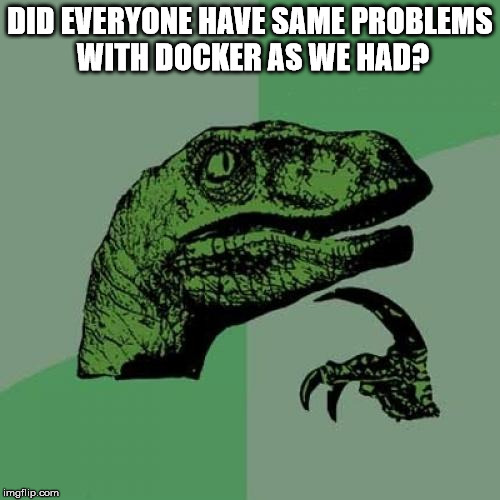 DID EVERYONE HAVE SAME PROBLEMS
WITH DOCKER AS WE HAD?
imgflip.com